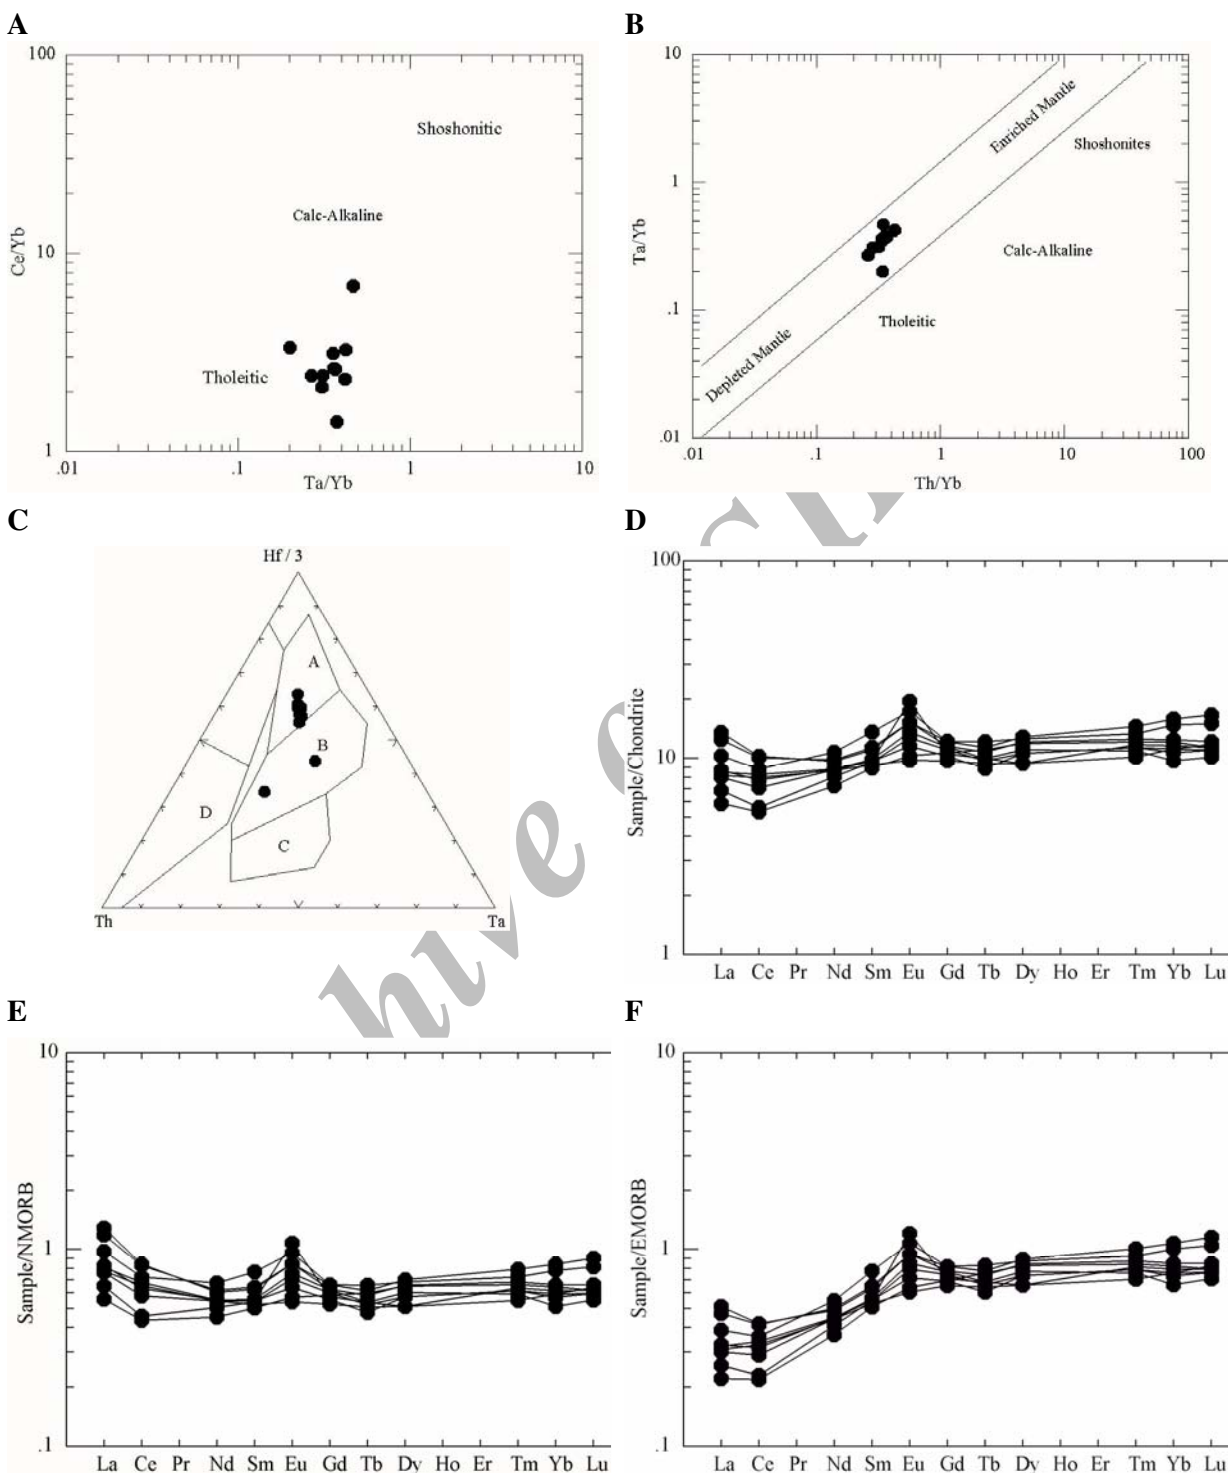 A
100
10
1
.01
.1
1
10
Ce/Yb
Ta/Yb
Shoshonitic
Calc-Alkaline
Tholeitic
B
10
1
.1
.01
.01
.1
1
10
100
Ta/Yb
Th/Yb
Enriched Mantle
Shoshonites
Calc-Alkaline
Tholeitic
Depleted Mantle
C
Hf / 3
A
B
D
C
Th
Ta
D
100
10
1
Sample/Chondrite
La Ce Pr Nd Sm Eu Gd Tb Dy Ho Er Tm Yb Lu
E
10
1
.1
Sample/NMORB
La Ce Pr Nd Sm Eu Gd Tb Dy Ho Er Tm Yb Lu
F
10
1
.1
Sample/EMORB
La Ce Pr Nd Sm Eu Gd Tb Dy Ho Er Tm Yb Lu